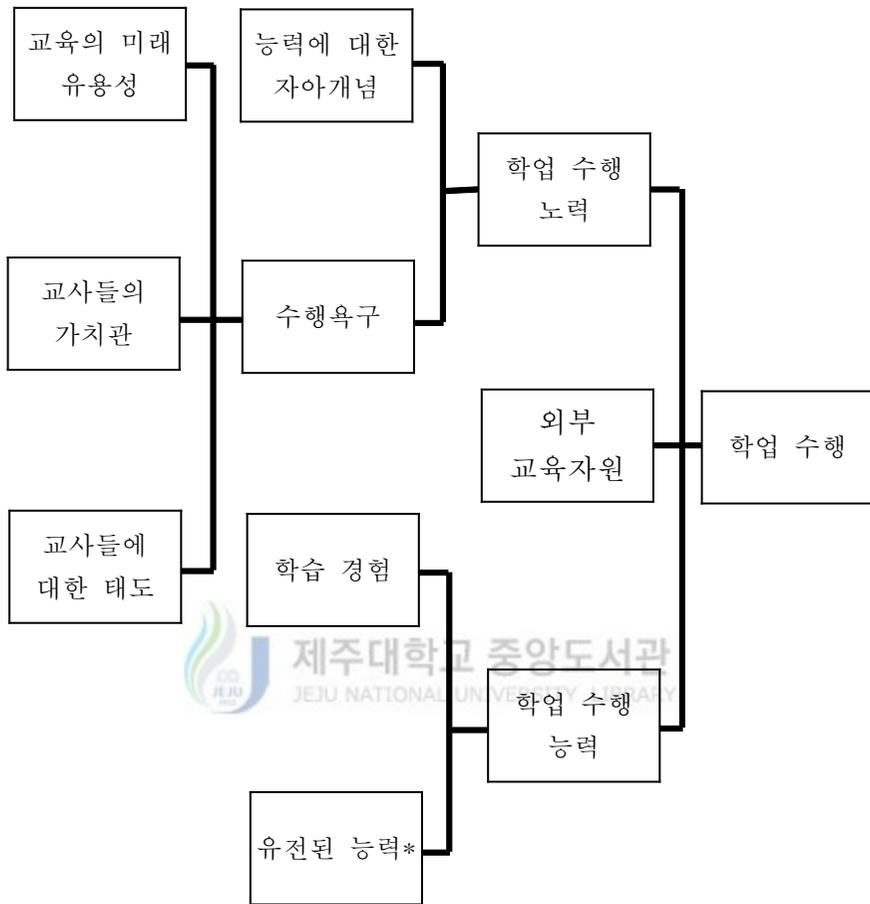 교육의 미래
유용성
능력에 대한
자아개념
학업 수행
노력
교사들의
가치관
수행욕구
외부
교육자원
학업 수행
교사들에
대한 태도
학습 경험
제주대학교 중앙도서관
JEJU NATIONAL UNIVERSITY LIBRARY
JEJU
1952
학업 수행
능력
유전된 능력*